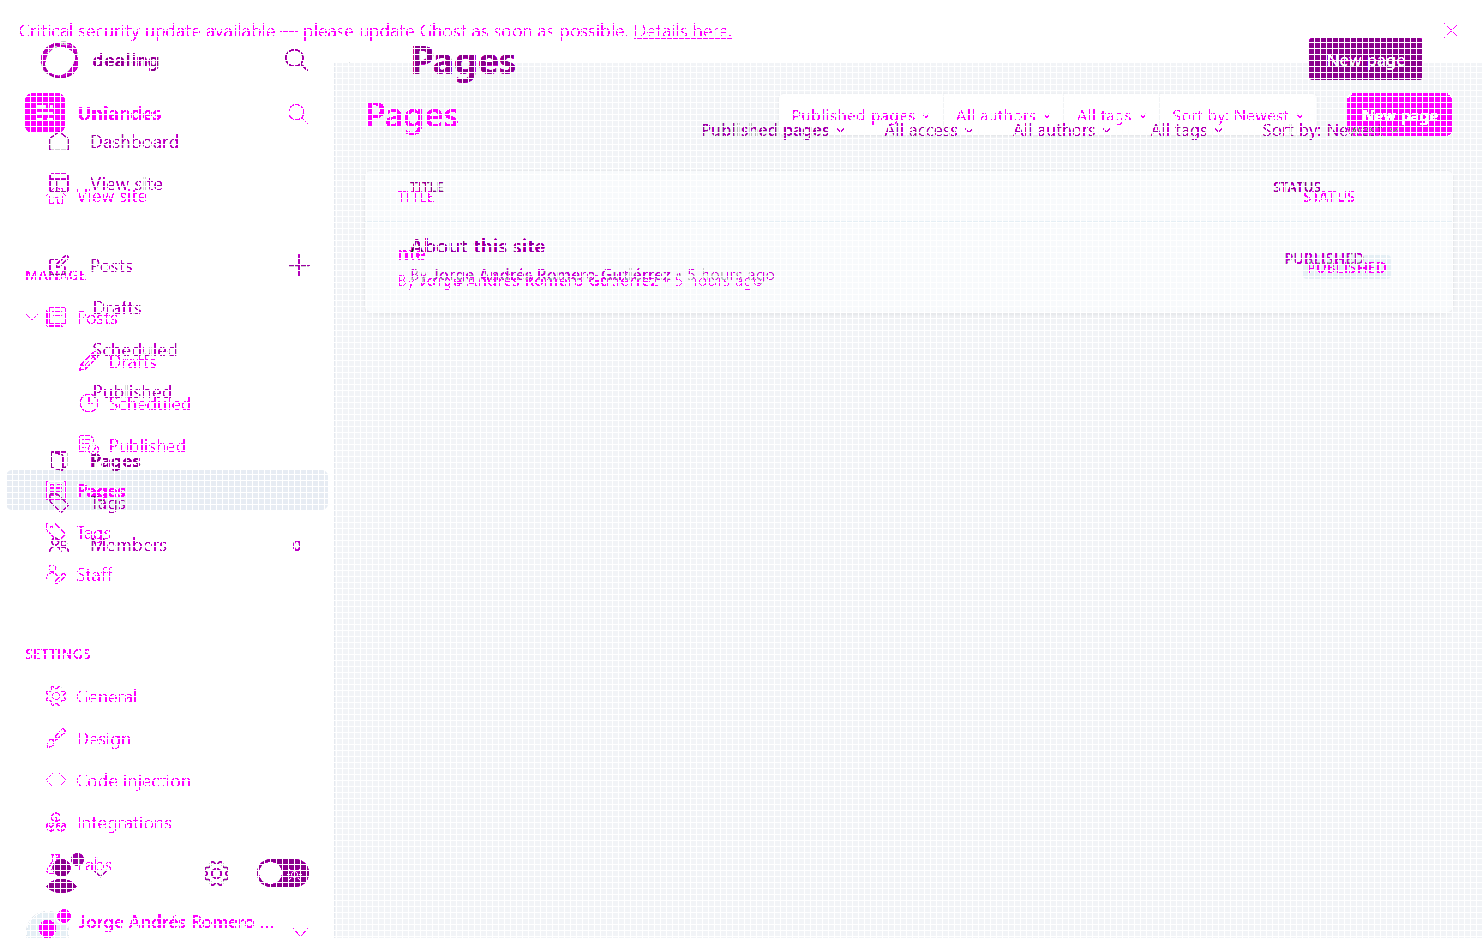 Critical security update available — please update Ghost as soon as possible. Details here.
dealing
Pages
New page
Uniandes
Pages
Published pages
All authors
All tags
Sort by: Newest
New page
Published pages
All access
All authors
All tags
Sort by: Newest
Dashboard
View site
View site
TITLE
STATUS
TITLE
STATUS
About this site
me
PUBLISHED
PUBLISHED
By Jorge Andrés Romero Gutiérrez • 5 hours ago
By Jorge Andrés Romero Gutiérrez • 5 hours ago
Posts
MANAGE
Drafts
Posts
Scheduled
Drafts
Published
Scheduled
Published
Pages
Pages
Tags
Tags
Members
0
Staff
SETTINGS
General
Design
Code injection
Integrations
Labs
Jorge Andrés Romero ...